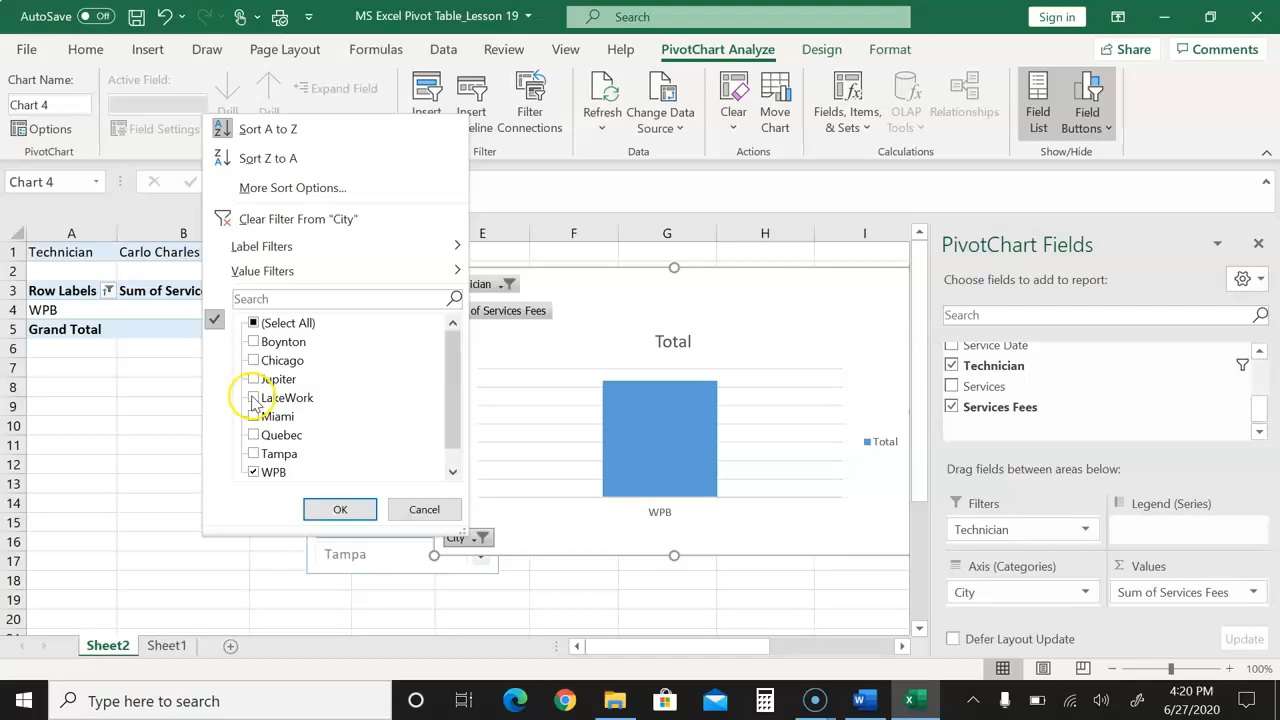 AutoSave Off
MS Excel Pivot Table_Lesson 19
Search
Sign in
File Home Insert Draw Page Layout Formulas Data Review View Help PivotChart Analyze Design Format Share Comments
Chart Name:
Chart 4
Options
PivotChart
Active Field:
Field Settings
Drill
Drill
Expand Field
Insert
Insert
Filter
Connections
Filter
Refresh
Change Data
Source
Data
Clear
Move
Chart
Actions
Fields, Items,
& Sets
OLAP
Tools
Relationships
Calculations
Field
List
Field
Buttons
Show/Hide
Chart 4
A B E F G H I
1 Technician Carlo Charles
2
3 Row Labels Sum of Servic
4 WPB
5 Grand Total
6
7
8
9
10
11
12
13
14
15
16
17
18
19
20
Sort A to Z
Sort Z to A
More Sort Options...
Clear Filter From "City"
Label Filters
Value Filters
Search
(Select All)
Boynton
Chicago
Jupiter
LakeWork
Miami
Quebec
Tampa
WPB
OK Cancel
Tampa
ician
of Services Fees
Total
Total
WPB
City
PivotChart Fields
Choose fields to add to report:
Search
Service Date
Technician
Services
Services Fees
Drag fields between areas below:
Filters
Technician
Legend (Series)
Axis (Categories)
City
Values
Sum of Services Fees
Defer Layout Update
Update
Sheet2 Sheet1
100%
Type here to search
4:20 PM
6/27/2020